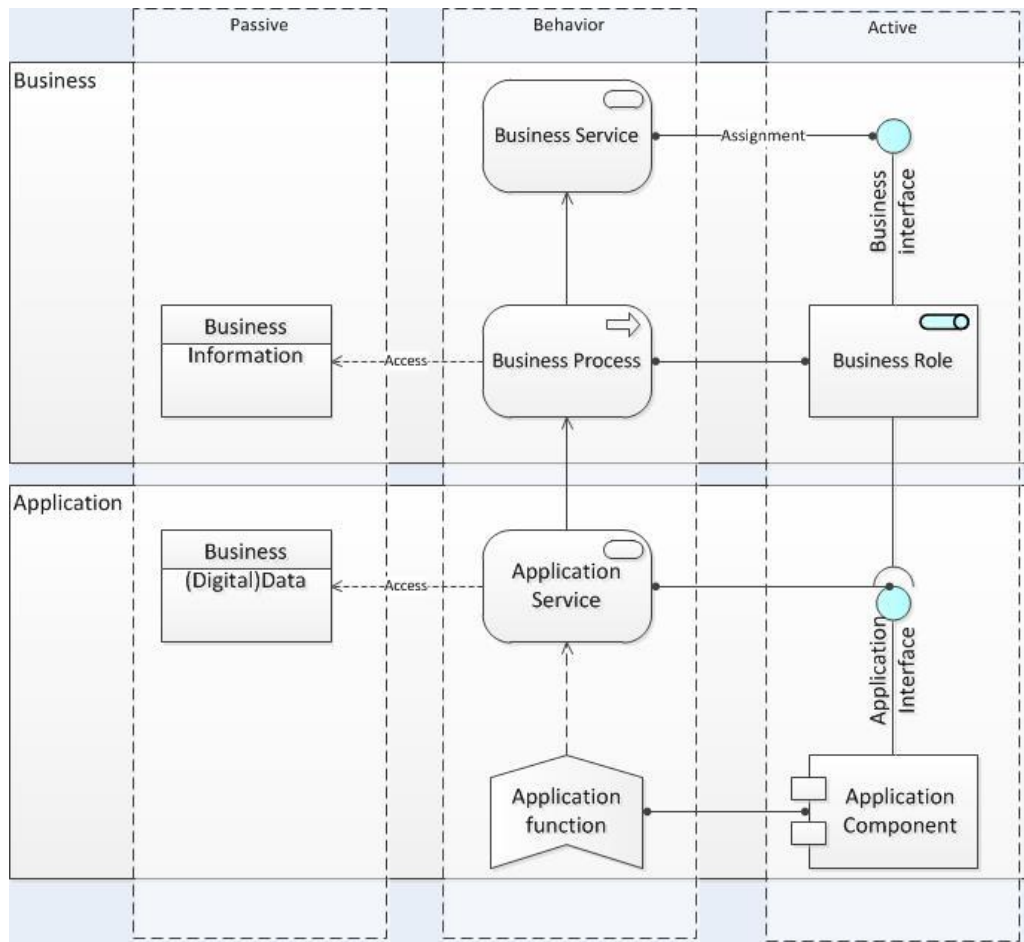 Passive
Behavior
Active
Business
Business Service
Assignment
Business
interface
Business
Information
Access
Business Process
Business Role
Application
Business
(Digital)Data
Access
Application
Service
Application
Interface
Application
function
Application
Component